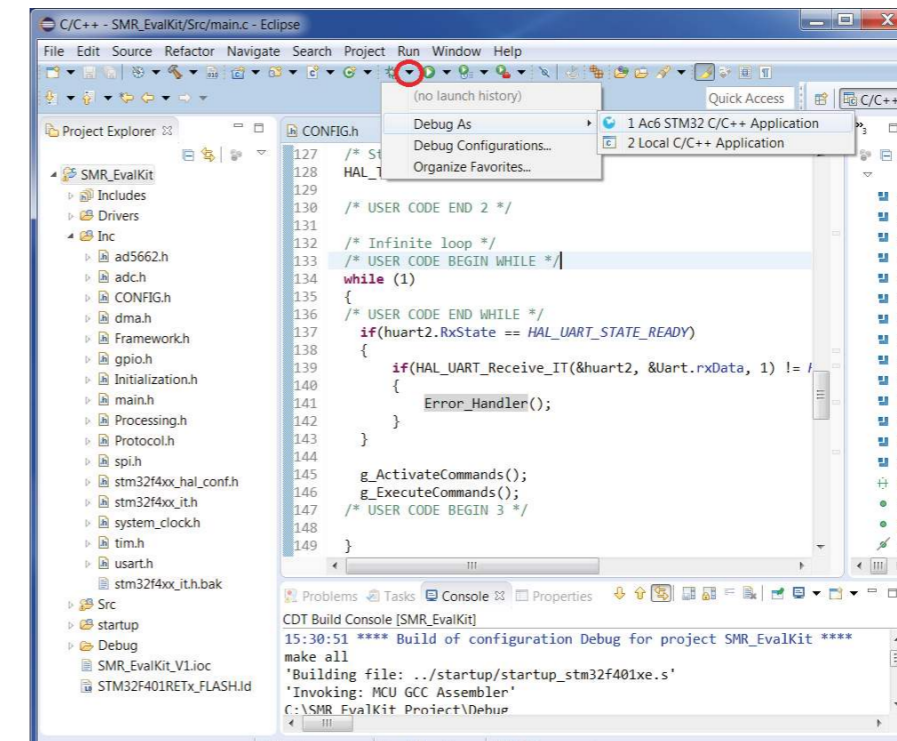 C/C++ - SMR_EvalKit/Src/main.c - Eclipse
File Edit Source Refactor Navigate Search Project Run Window Help
(no launch history)
Debug As
Debug Configurations...
Organize Favorites...
1 Ac6 STM32 C/C++ Application
2 Local C/C++ Application
Quick Access
C/C++
Project Explorer
SMR_EvalKit
Includes
Drivers
Inc
ad5662.h
adc.h
CONFIG.h
dma.h
Framework.h
gpio.h
Initialization.h
main.h
Processing.h
Protocol.h
spi.h
stm32f4xx_hal_conf.h
stm32f4xx_it.h
system_clock.h
tim.h
usart.h
stm32f4xx_it.h.bak
Src
startup
Debug
SMR_EvalKit_V1.ioc
STM32F401RETx_FLASH.ld
CONFIG.h
127 /* St
128 HAL_T
129
130 /* USER CODE END 2 */
131
132 /* Infinite loop */
133 /* USER CODE BEGIN WHILE */
134 while (1)
135 {
136 /* USER CODE END WHILE */
137 if(huart2.RxState == HAL_UART_STATE_READY)
138 {
139 if(HAL_UART_Receive_IT(&huart2, &Uart.rxData, 1) !=
140 {
141 Error_Handler();
142 }
143 }
144
145 g_ActivateCommands();
146 g_ExecuteCommands();
147 /* USER CODE BEGIN 3 */
148
149 }
Problems Tasks Console Properties
CDT Build Console [SMR_EvalKit]
15:30:51 **** Build of configuration Debug for project SMR_EvalKit ****
make all
'Building file: ../startup/startup_stm32f401xe.s'
'Invoking: MCU GCC Assembler'
C:\SMR_EvalKit_Project\Debug